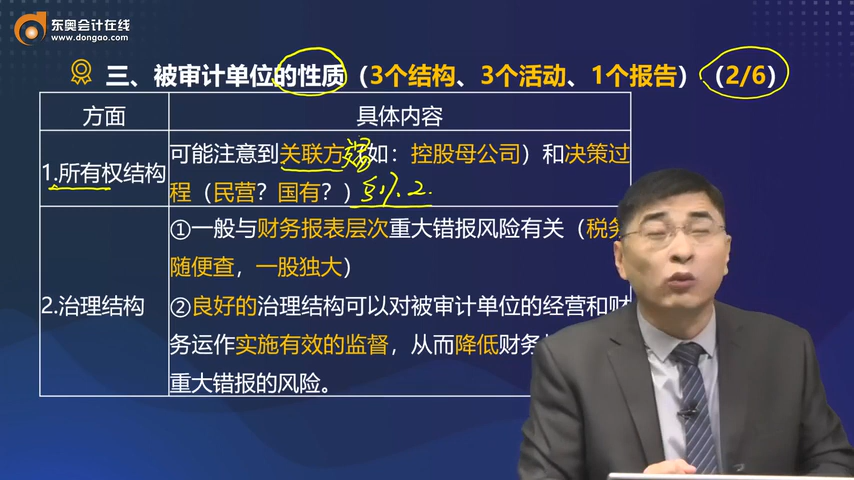 东奥会计在线
www.dongao.com
三、被审计单位的性质（3个结构、3个活动、1个报告）（2/6）
方面
具体内容
1.所有权结构
可能注意到关联方（如：控股母公司）和决策过
程（民营？国有？）
2.治理结构
①一般与财务报表层次重大错报风险有关（税务
随便查，一股独大）
②良好的治理结构可以对被审计单位的经营和财
务运作实施有效的监督，从而降低财务
重大错报的风险。